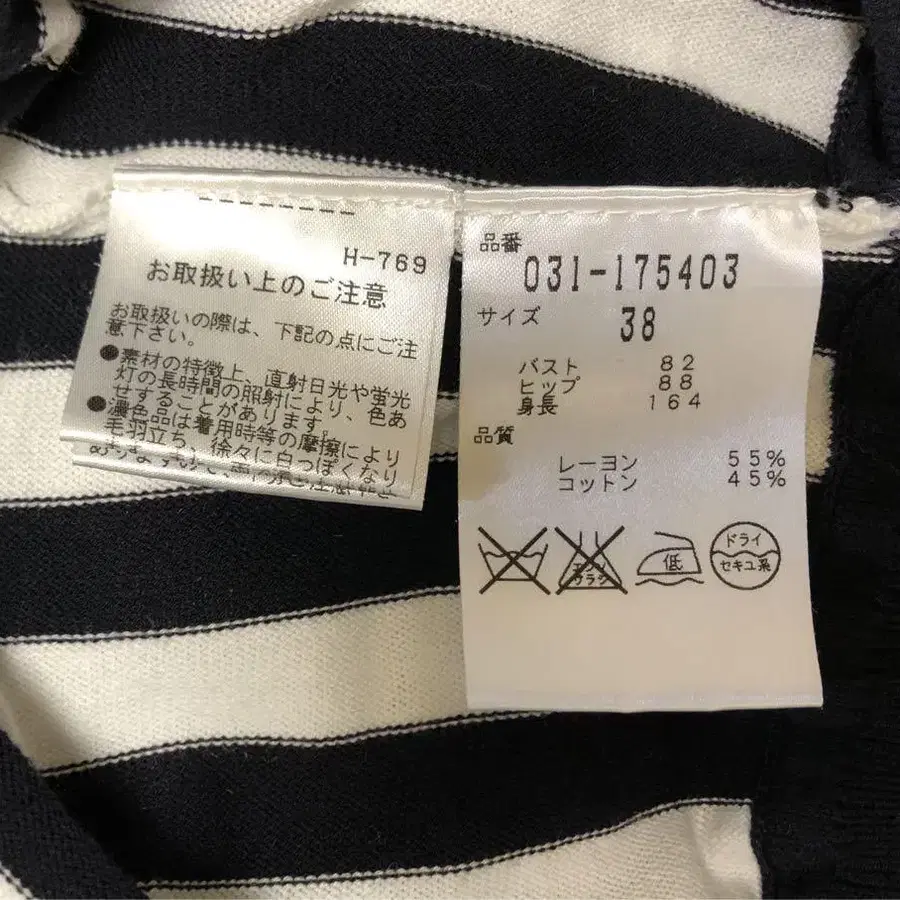 H-769
お取扱い上のご注意
お取扱いの際は、下記の点にご注
意下さい。
●素材の特徴上、直射日光や蛍光
灯の長時間の照射により、色あ
せすることがあります。
●濃色品は着用時等の摩擦により
毛羽立ち、徐々に白っぽくなり
品番
031-175403
サイズ
38
バスト 82
ヒップ 88
身長 164
品質
レーヨン 55%
コットン 45%
エンソ
サラシ
低
ドライ
セキユ系